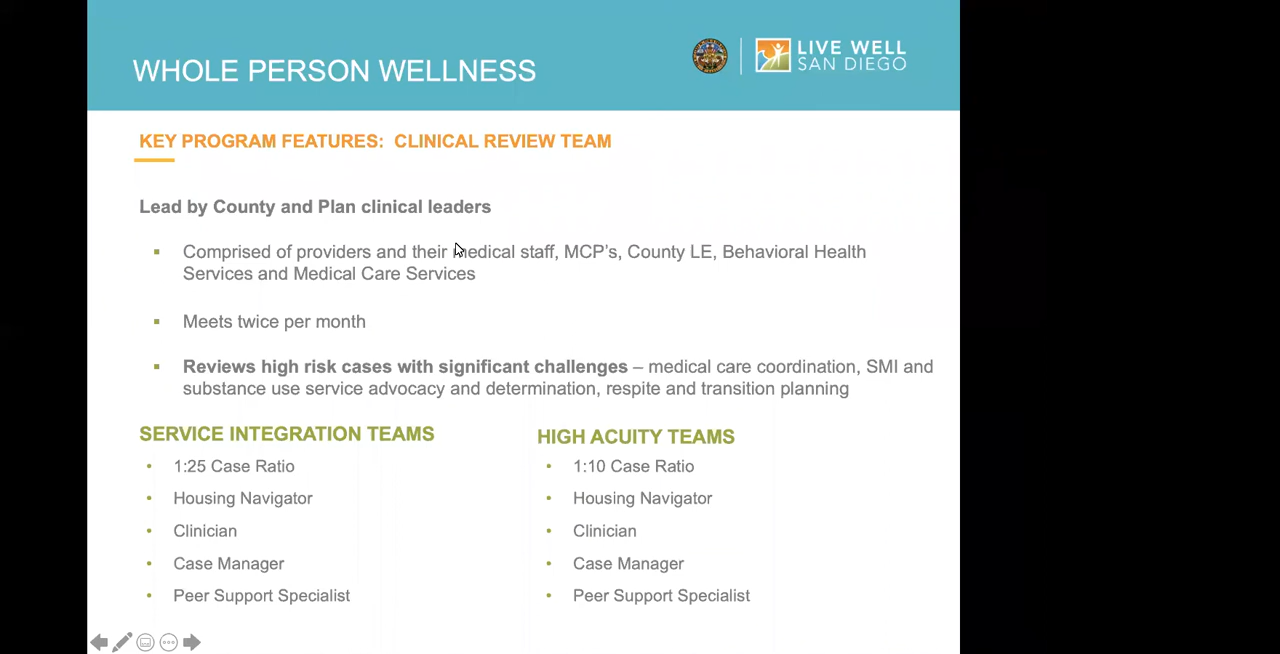 WHOLE PERSON WELLNESS
LIVE WELL
SAN DIEGO
KEY PROGRAM FEATURES: CLINICAL REVIEW TEAM
Lead by County and Plan clinical leaders
Comprised of providers and their medical staff, MCP's, County LE, Behavioral Health
Services and Medical Care Services
Meets twice per month
Reviews high risk cases with significant challenges – medical care coordination, SMI and
substance use service advocacy and determination, respite and transition planning
SERVICE INTEGRATION TEAMS
1:25 Case Ratio
Housing Navigator
Clinician
Case Manager
Peer Support Specialist
HIGH ACUITY TEAMS
1:10 Case Ratio
Housing Navigator
Clinician
Case Manager
Peer Support Specialist